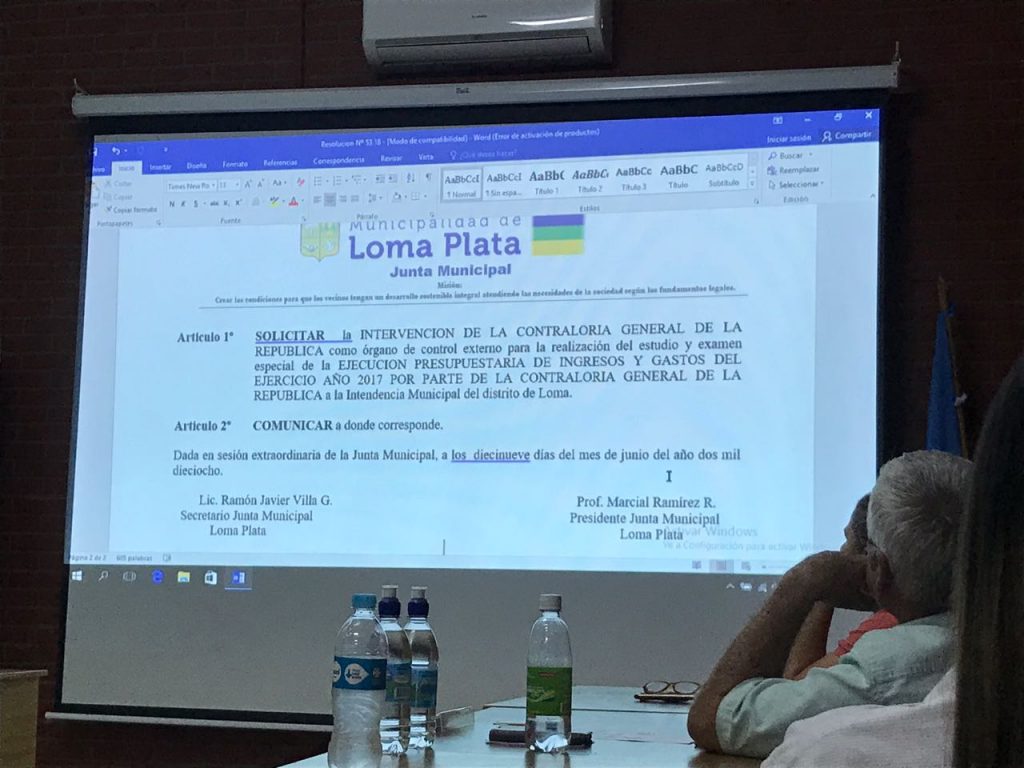 Resolucion Nº 53 18 - [Modo de compatibilidad] - Word (Error de activación de productos)
Iniciar sesión Compartir
Inicio Insertar Diseño Formato Referencias Correspondencia Revisar Vista ¿Qué desea hacer?
Cortar
Copiar
Copiar formato
Portapapeles
Times New Ro 13
N K S
Fuente
Párrafo
AaBbCcI AaBbCcI AaBb( AaBbC AaBbCc AaBbC AaBbCcD
¶ Normal ¶ Sin espa... Título 1 Título 2 Título 3 Título Subtítulo
Estilos
Buscar
Reemplazar
Seleccionar
Edición
Municipalidad de
Loma Plata
Junta Municipal
Misión:
Crear las condiciones para que los vecinos tengan un desarrollo sostenible integral atendiendo las necesidades de la sociedad según los fundamentos legales.
Articulo 1º SOLICITAR la INTERVENCION DE LA CONTRALORIA GENERAL DE LA
REPUBLICA como órgano de control externo para la realización del estudio y examen
especial de la EJECUCION PRESUPUESTARIA DE INGRESOS Y GASTOS DEL
EJERCICIO AÑO 2017 POR PARTE DE LA CONTRALORIA GENERAL DE LA
REPUBLICA a la Intendencia Municipal del distrito de Loma.
Articulo 2º COMUNICAR a donde corresponde.
Dada en sesión extraordinaria de la Junta Municipal, a los diecinueve días del mes de junio del año dos mil
dieciocho.
Lic. Ramón Javier Villa G. Prof. Marcial Ramírez R.
Secretario Junta Municipal Presidente Junta Municipal
Loma Plata Loma Plata
Activar Windows
Ve a Configuración para activar
Página 2 de 2 605 palabras